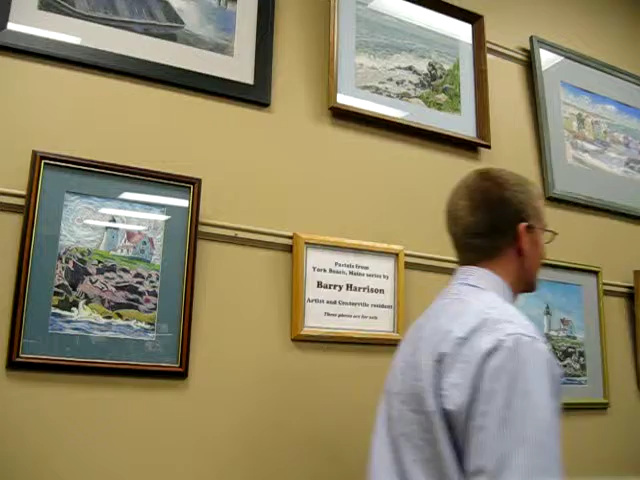 Pastels from
York Beach, Maine series by
Barry Harrison
Artist and Centerville resident
These pieces are for sale